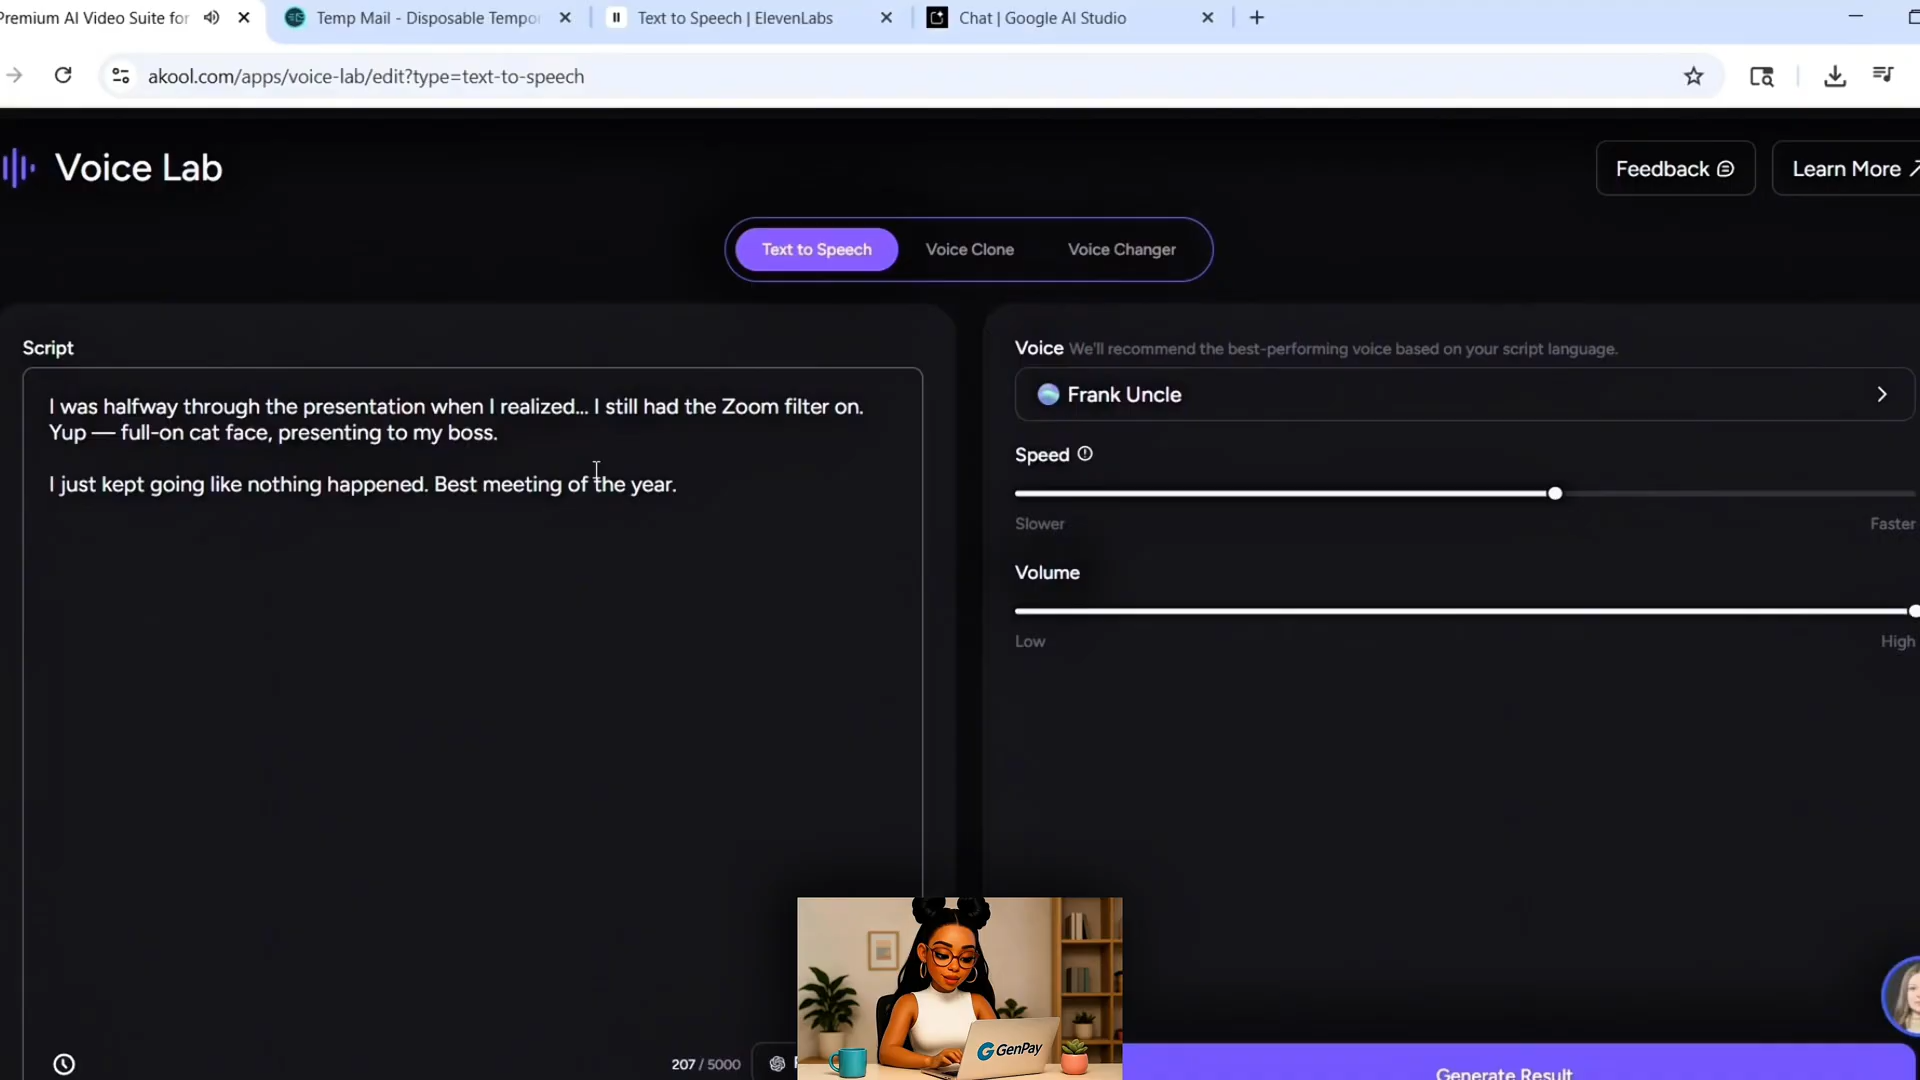 Premium AI Video Suite for
Temp Mail - Disposable Tempo
Text to Speech | ElevenLabs
Chat | Google AI Studio
akool.com/apps/voice-lab/edit?type=text-to-speech
Voice Lab
Feedback
Learn More
Text to Speech
Voice Clone
Voice Changer
Script
I was halfway through the presentation when I realized... I still had the Zoom filter on.
Yup — full-on cat face, presenting to my boss.
I just kept going like nothing happened. Best meeting of the year.
207 / 5000
Voice We'll recommend the best-performing voice based on your script language.
Frank Uncle
Speed
Slower
Faster
Volume
Low
High
GenPay
Generate Result